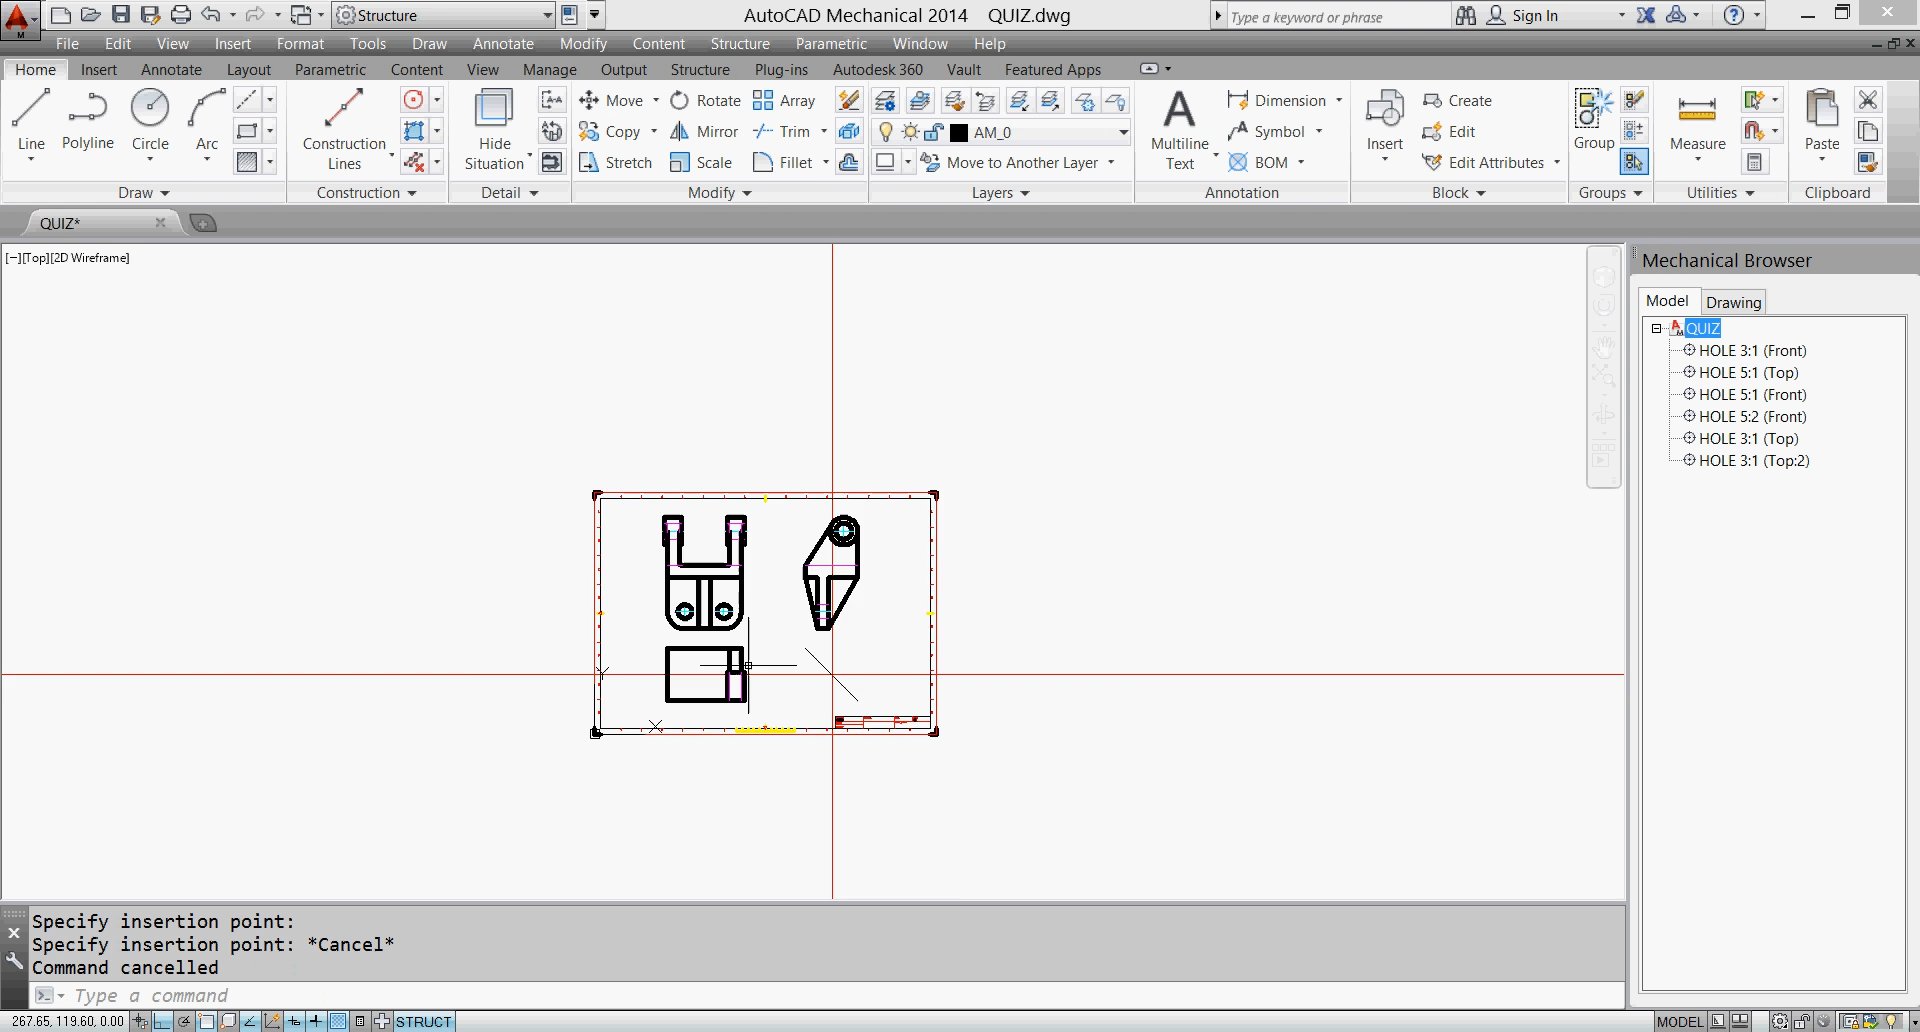 Structure
AutoCAD Mechanical 2014 QUIZ.dwg
Type a keyword or phrase
Sign In
File Edit View Insert Format Tools Draw Annotate Modify Content Structure Parametric Window Help
Home Insert Annotate Layout Parametric Content View Manage Output Structure Plug-ins Autodesk 360 Vault Featured Apps
Line
Polyline
Circle
Arc
Draw
Construction
Lines
Construction
Hide
Situation
Detail
Move
Rotate
Array
Copy
Mirror
Trim
Stretch
Scale
Fillet
Modify
AM_0
Move to Another Layer
Layers
Multiline
Text
Dimension
Symbol
BOM
Annotation
Insert
Create
Edit
Edit Attributes
Block
Group
Groups
Measure
Utilities
Paste
Clipboard
QUIZ*
[−][Top][2D Wireframe]
Y
X
Mechanical Browser
Model
Drawing
QUIZ
HOLE 3:1 (Front)
HOLE 5:1 (Top)
HOLE 5:1 (Front)
HOLE 5:2 (Front)
HOLE 3:1 (Top)
HOLE 3:1 (Top:2)
Specify insertion point:
Specify insertion point: *Cancel*
Command cancelled
Type a command
267.65, 119.60, 0.00
STRUCT
MODEL